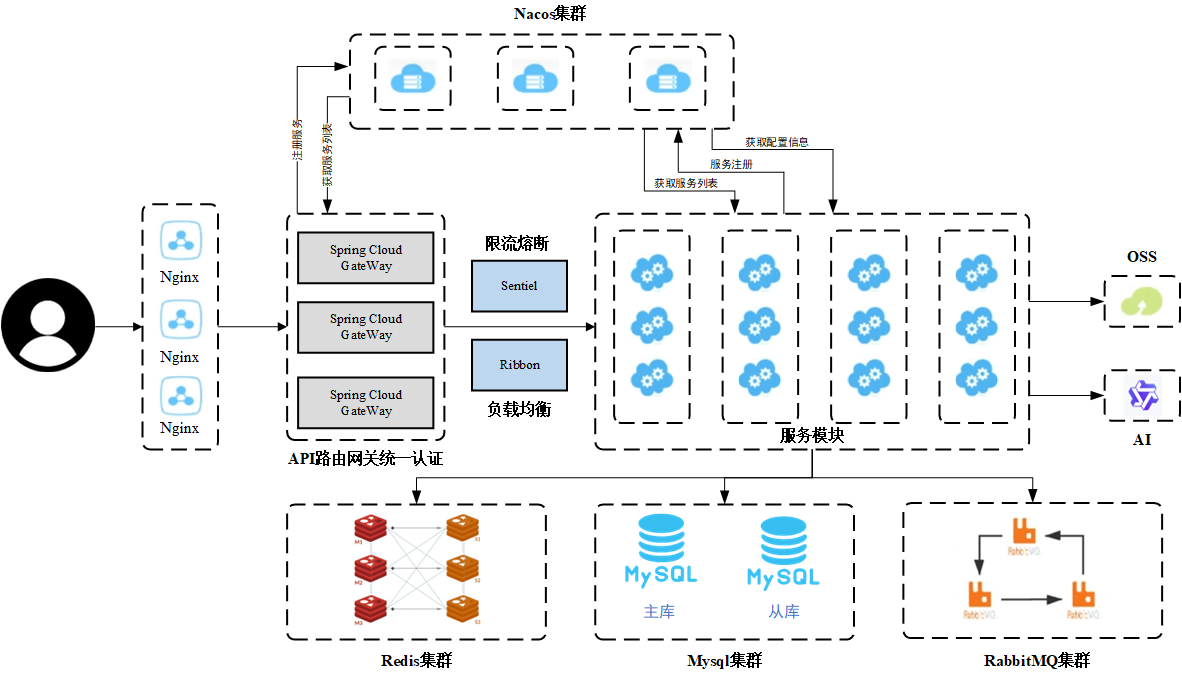 Nacos集群
注册服务
获取服务列表
获取配置信息
服务注册
获取服务列表
Nginx
Nginx
Nginx
Spring Cloud
GateWay
Spring Cloud
GateWay
Spring Cloud
GateWay
API路由网关统一认证
限流熔断
Sentiel
Ribbon
负载均衡
服务模块
OSS
AI
M1
S1
M2
S2
M3
S3
Redis集群
MySQL
主库
MySQL
从库
Mysql集群
RabbitMQ集群